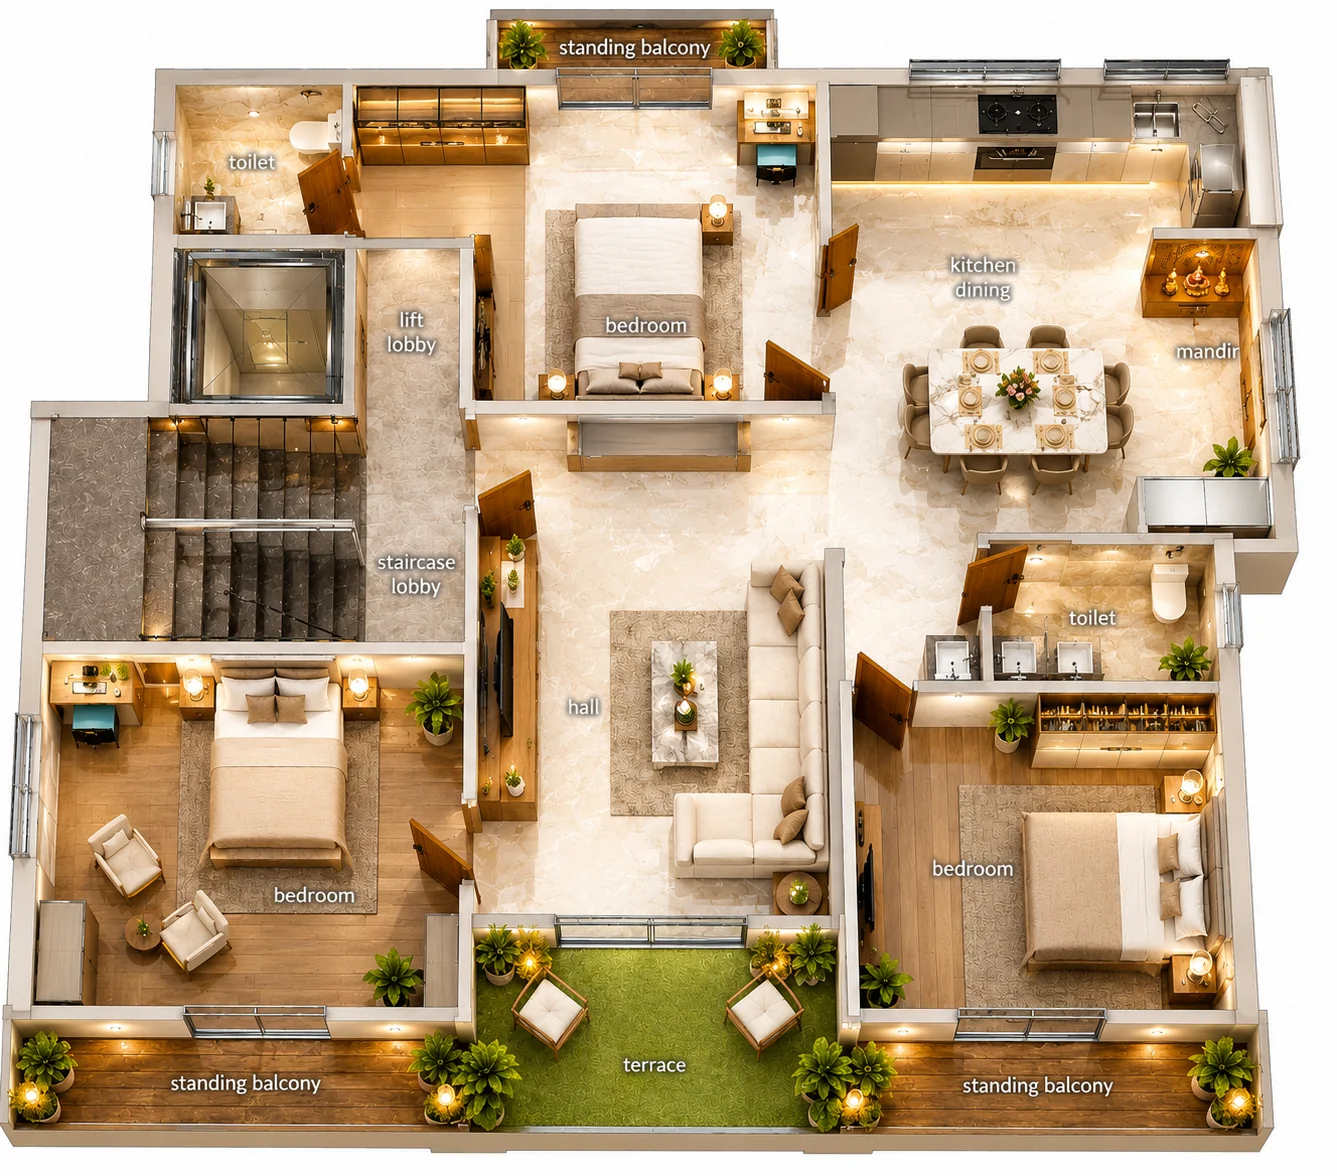 standing balcony
toilet
lift
lobby
bedroom
kitchen
dining
mandir
staircase
lobby
toilet
hall
bedroom
bedroom
terrace
standing balcony
standing balcony